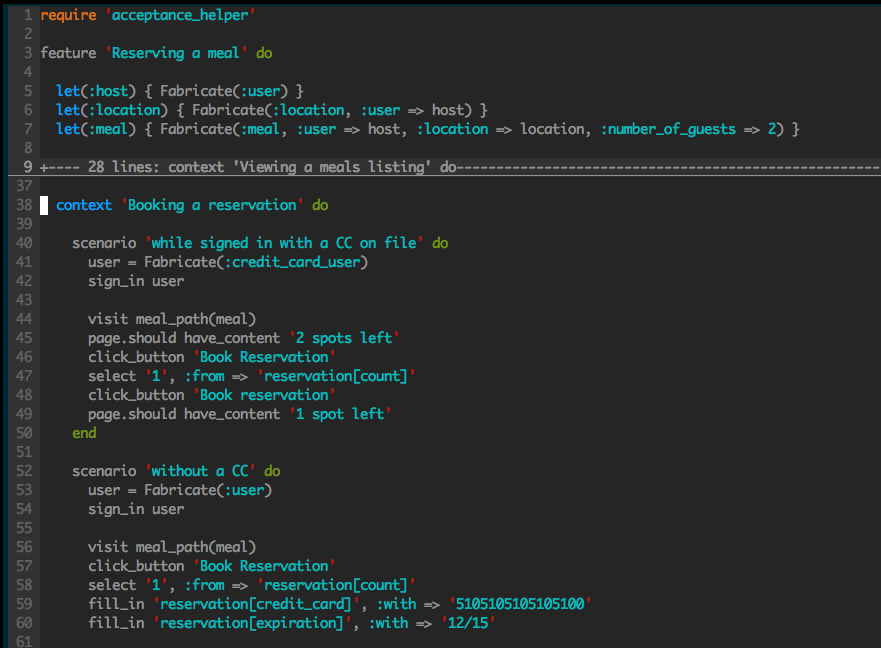 1 require 'acceptance_helper'
2
3 feature 'Reserving a meal' do
4
5   let(:host) { Fabricate(:user) }
6   let(:location) { Fabricate(:location, :user => host) }
7   let(:meal) { Fabricate(:meal, :user => host, :location => location, :number_of_guests => 2) }
8
9 +---- 28 lines: context 'Viewing a meals listing' do-----------------------------------------------------
37
38   context 'Booking a reservation' do
39
40     scenario 'while signed in with a CC on file' do
41       user = Fabricate(:credit_card_user)
42       sign_in user
43
44       visit meal_path(meal)
45       page.should have_content '2 spots left'
46       click_button 'Book Reservation'
47       select '1', :from => 'reservation[count]'
48       click_button 'Book reservation'
49       page.should have_content '1 spot left'
50     end
51
52     scenario 'without a CC' do
53       user = Fabricate(:user)
54       sign_in user
55
56       visit meal_path(meal)
57       click_button 'Book Reservation'
58       select '1', :from => 'reservation[count]'
59       fill_in 'reservation[credit_card]', :with => '5105105105105100'
60       fill_in 'reservation[expiration]', :with => '12/15'
61